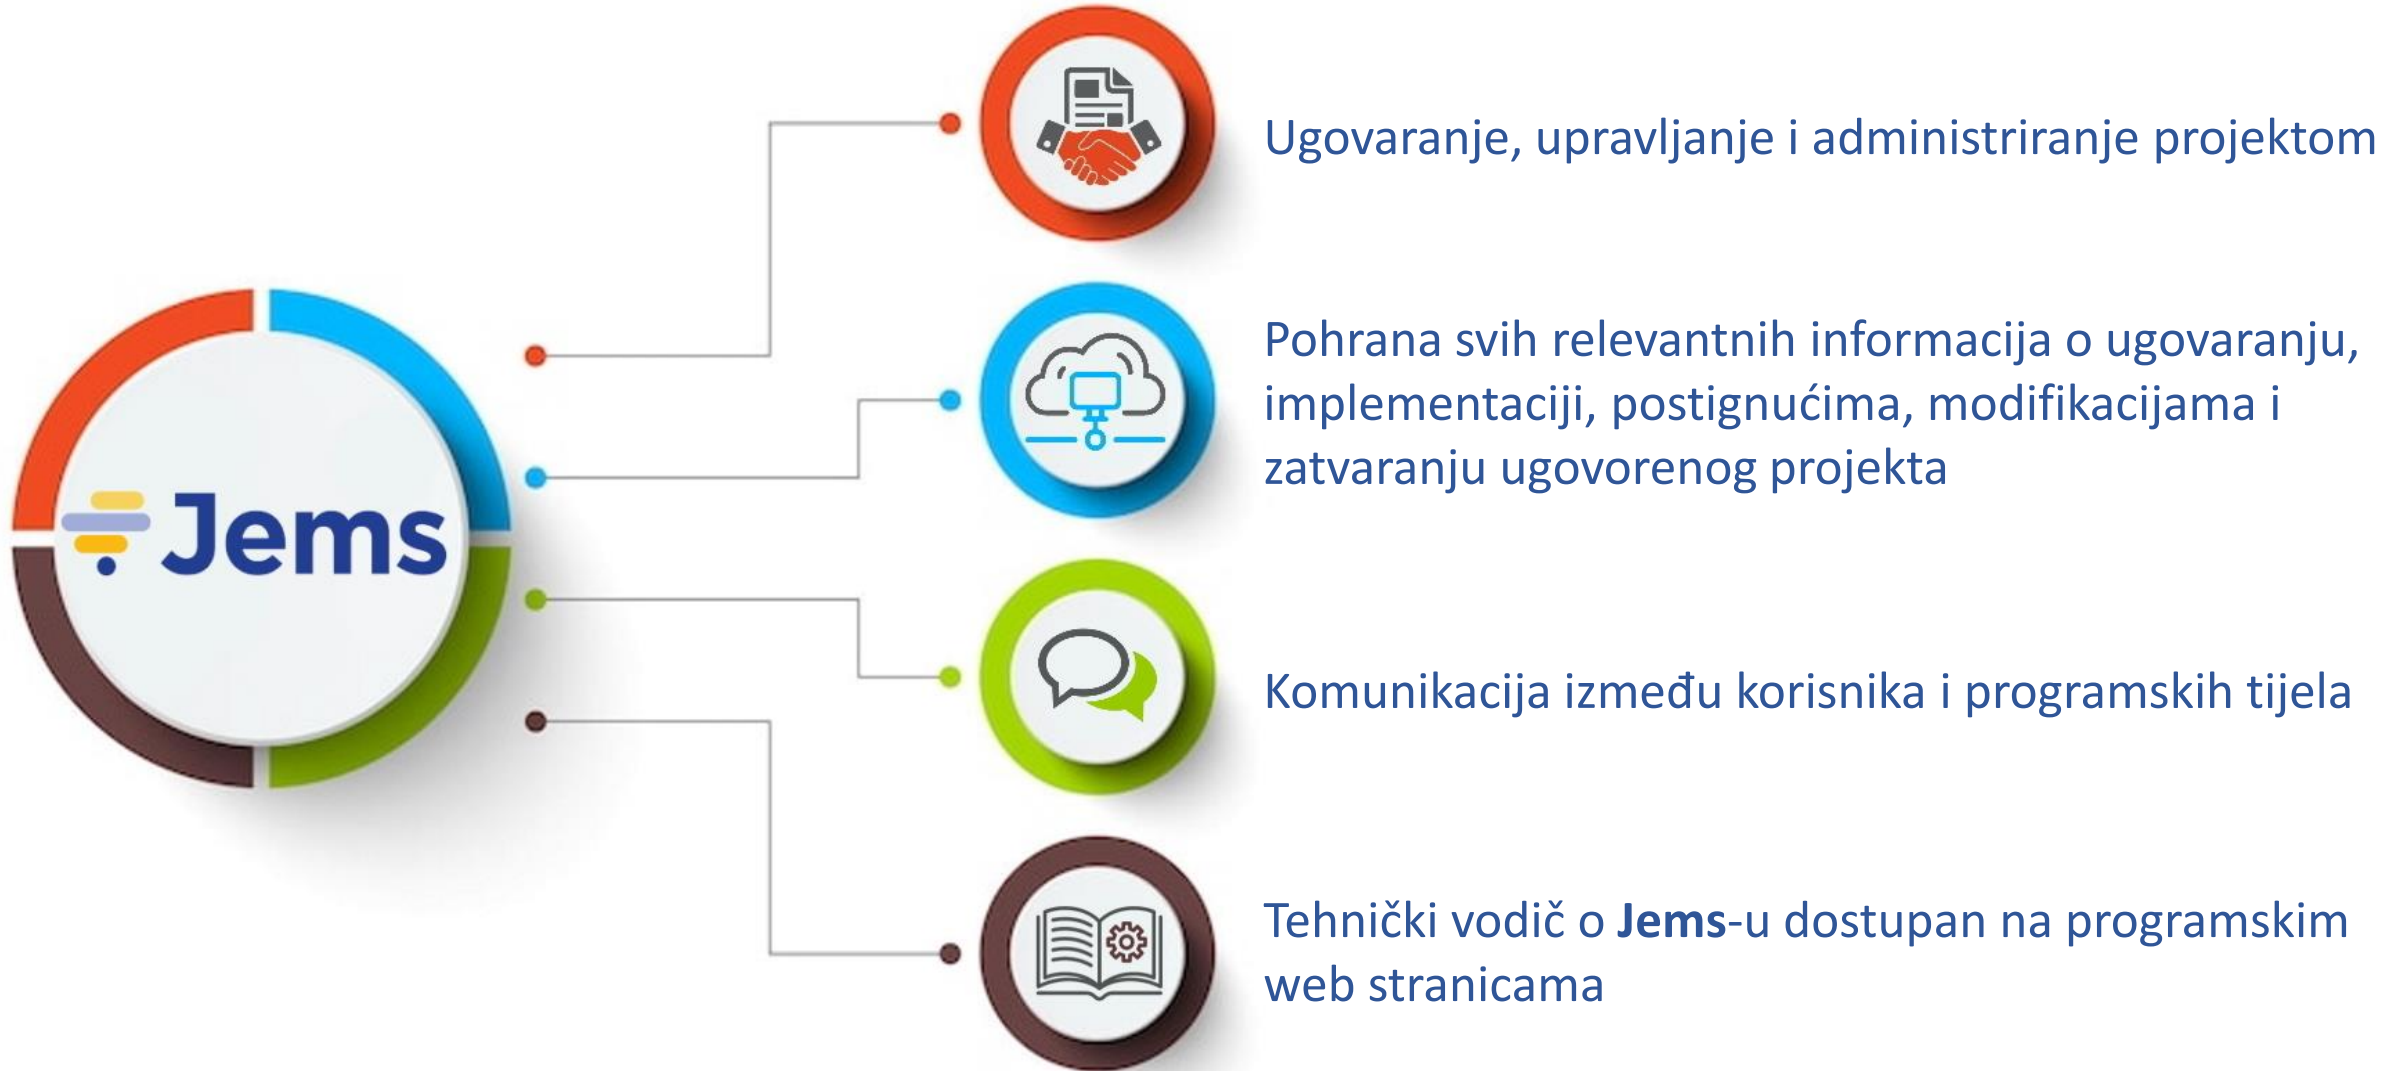 Ugovaranje, upravljanje i administriranje projektom
Pohrana svih relevantnih informacija o ugovaranju,
implementaciji, postignućima, modifikacijama i
zatvaranju ugovorenog projekta
Jems
Komunikacija između korisnika i programskih tijela
Tehnički vodič o Jems-u dostupan na programskim
web stranicama